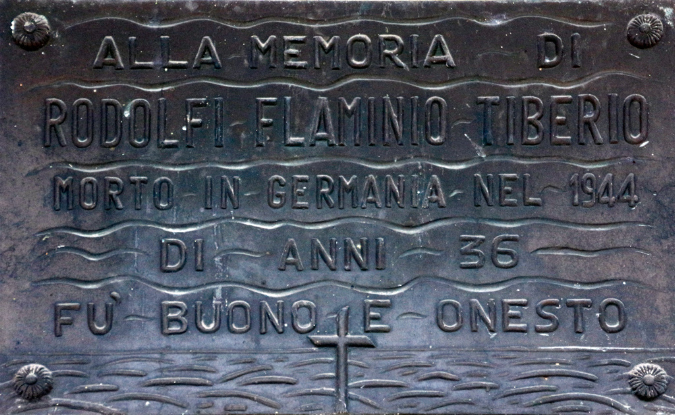 ALLA MEMORIA DI
RODOLFI FLAMINIO TIBERIO
MORTO IN GERMANIA NEL 1944
DI ANNI 36
FU' BUONO E ONESTO